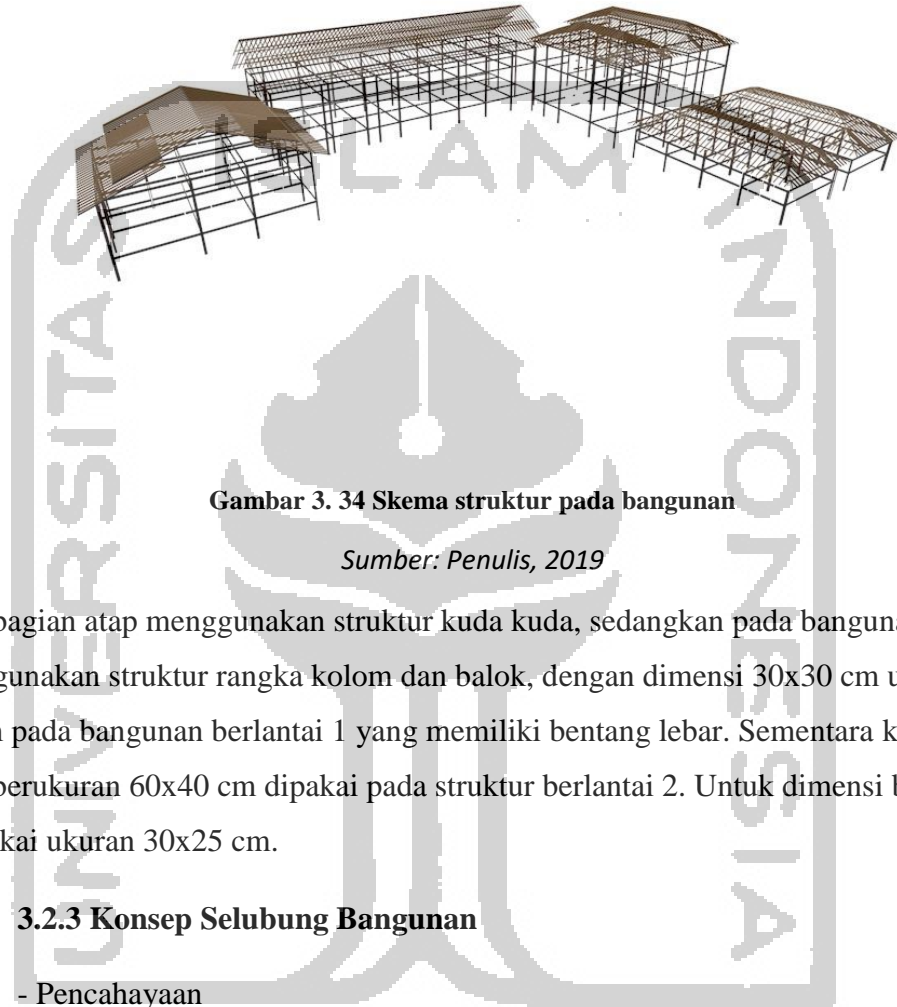 ISLAM
UNIVERSITAS
INDONESIA
Gambar 3. 34 Skema struktur pada bangunan
Sumber: Penulis, 2019
bagian atap menggunakan struktur kuda kuda, sedangkan pada
gunakan struktur rangka kolom dan balok, dengan dimensi 30x30 cm
pada bangunan berlantai 1 yang memiliki bentang lebar. Sementara
berukuran 60x40 cm dipakai pada struktur berlantai 2. Untuk dimensi
kai ukuran 30x25 cm.
3.2.3 Konsep Selubung Bangunan
- Pencahayaan